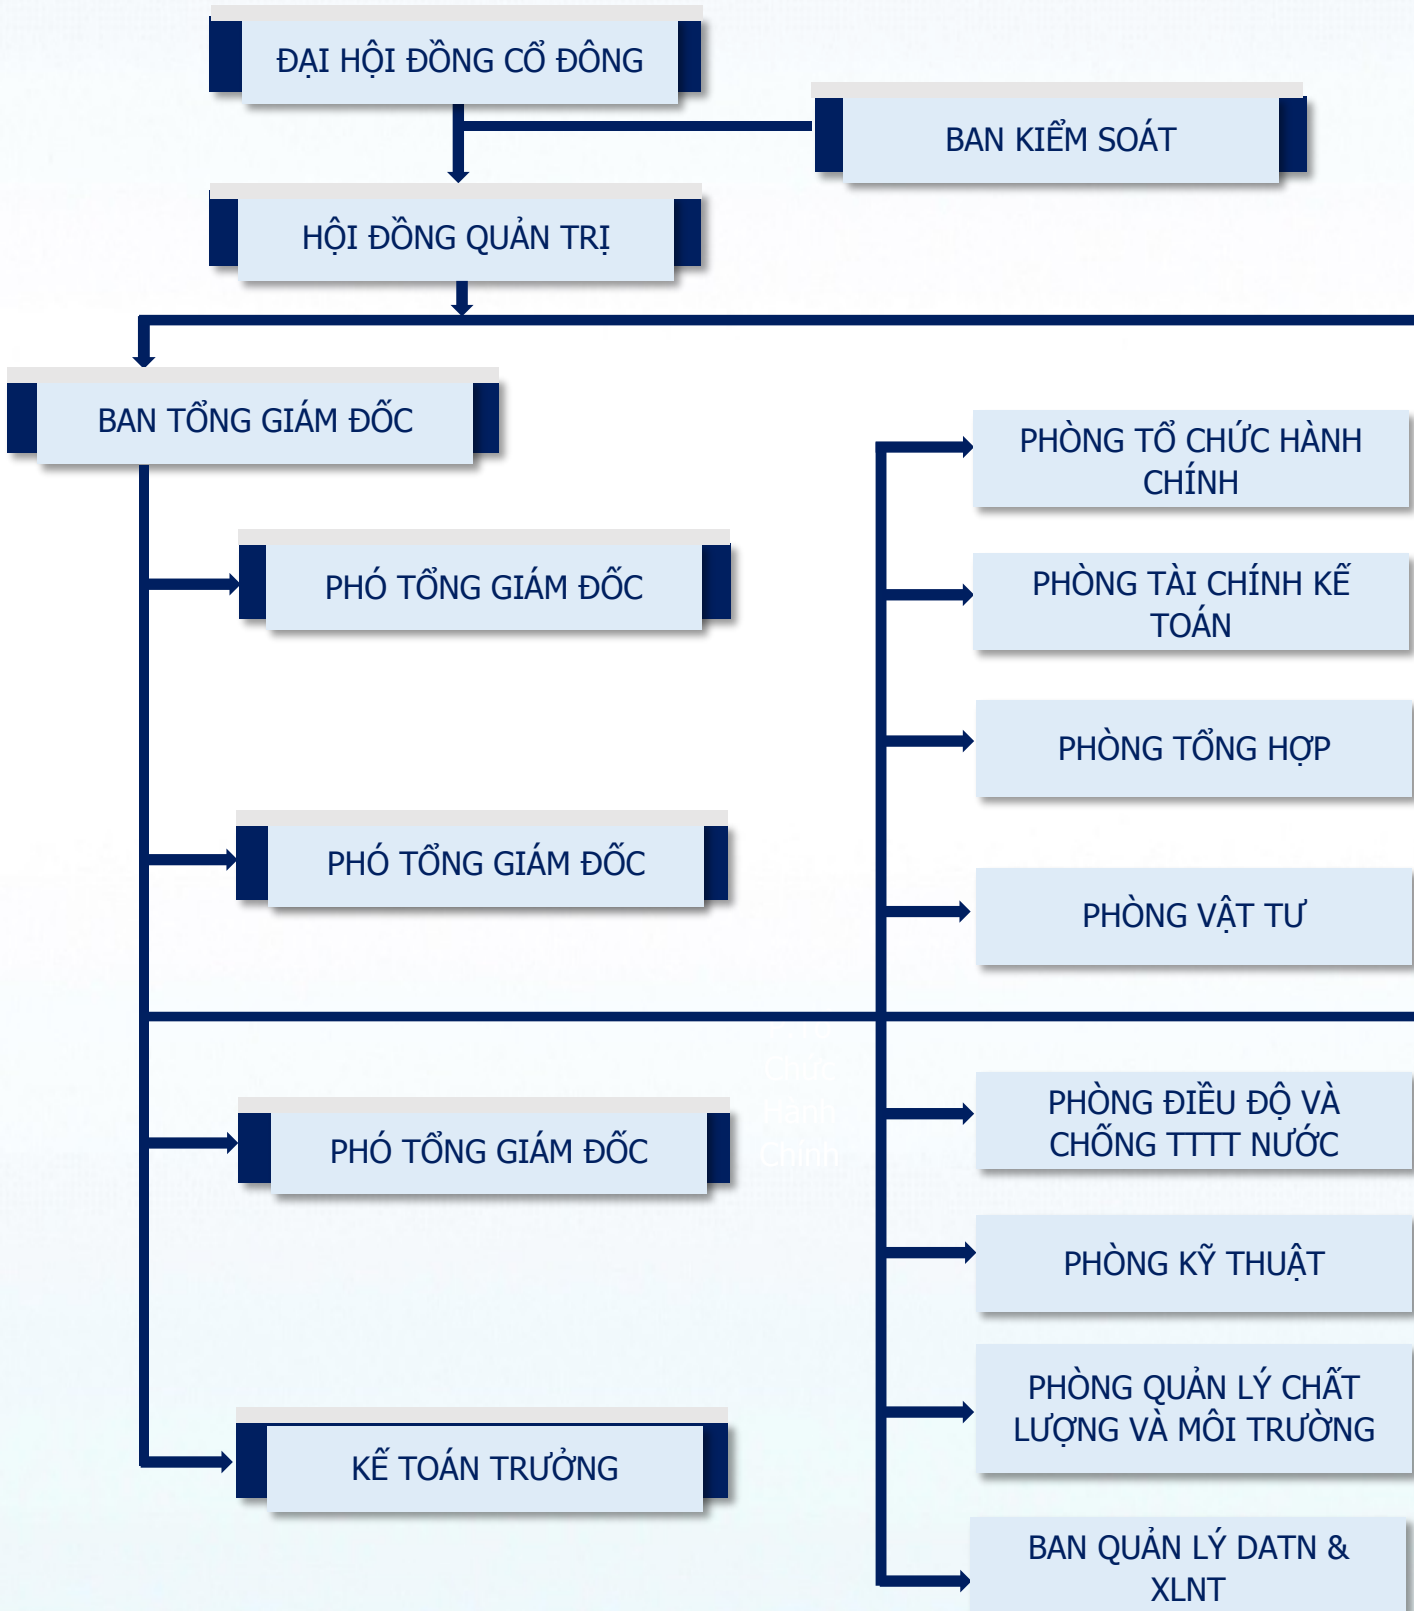 ĐẠI HỘI ĐỒNG CỔ ĐÔNG
BAN KIỂM SOÁT
HỘI ĐỒNG QUẢN TRỊ
BAN TỔNG GIÁM ĐỐC
PHÓ TỔNG GIÁM ĐỐC
PHÓ TỔNG GIÁM ĐỐC
PHÓ TỔNG GIÁM ĐỐC
KẾ TOÁN TRƯỞNG
Chức
Hành
Chính
PHÒNG TỔ CHỨC HÀNH
CHÍNH
PHÒNG TÀI CHÍNH KẾ
TOÁN
PHÒNG TỔNG HỢP
PHÒNG VẬT TƯ
PHÒNG ĐIỀU ĐỘ VÀ
CHỐNG TTTT NƯỚC
PHÒNG KỸ THUẬT
PHÒNG QUẢN LÝ CHẤT
LƯỢNG VÀ MÔI TRƯỜNG
BAN QUẢN LÝ DATN &
XLNT